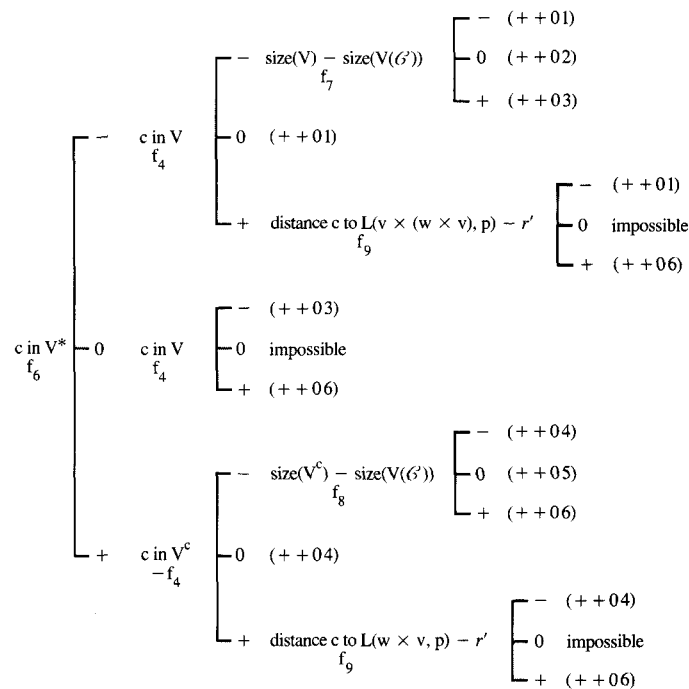 − (++01)
− size(V) − size(V(𝒞)) 0 (++02)
f7
+ (++03)
− c in V 0 (++01)
f4
− (++01)
+ distance c to L(v × (w × v), p) − r′ 0 impossible
f9
+ (++06)
− (++03)
c in V* 0 c in V 0 impossible
f6 f4
+ (++06)
− (++04)
− size(Vᶜ) − size(V(𝒞)) 0 (++05)
f8
+ (++06)
+ c in Vᶜ 0 (++04)
−f4
− (++04)
+ distance c to L(w × v, p) − r′ 0 impossible
f9
+ (++06)